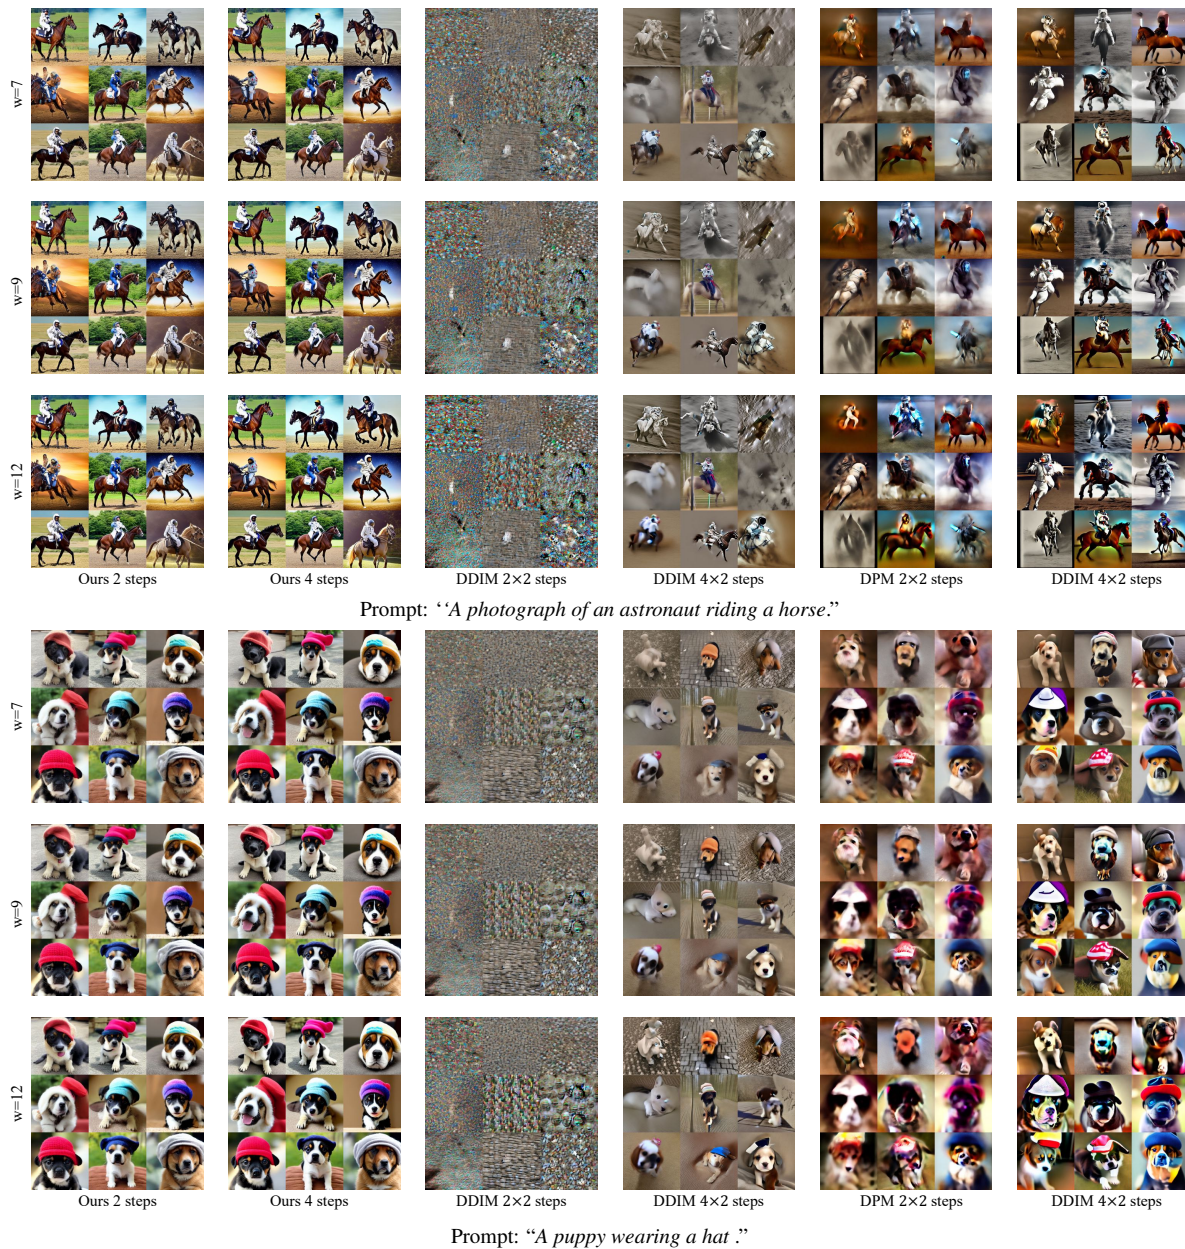 w=7
w=9
w=12
Ours 2 steps
Ours 4 steps
DDIM 2×2 steps
DDIM 4×2 steps
DPM 2×2 steps
DDIM 4×2 steps
Prompt: ‘‘A photograph of an astronaut riding a horse.”
w=7
w=9
w=12
Ours 2 steps
Ours 4 steps
DDIM 2×2 steps
DDIM 4×2 steps
DPM 2×2 steps
DDIM 4×2 steps
Prompt: “A puppy wearing a hat .”